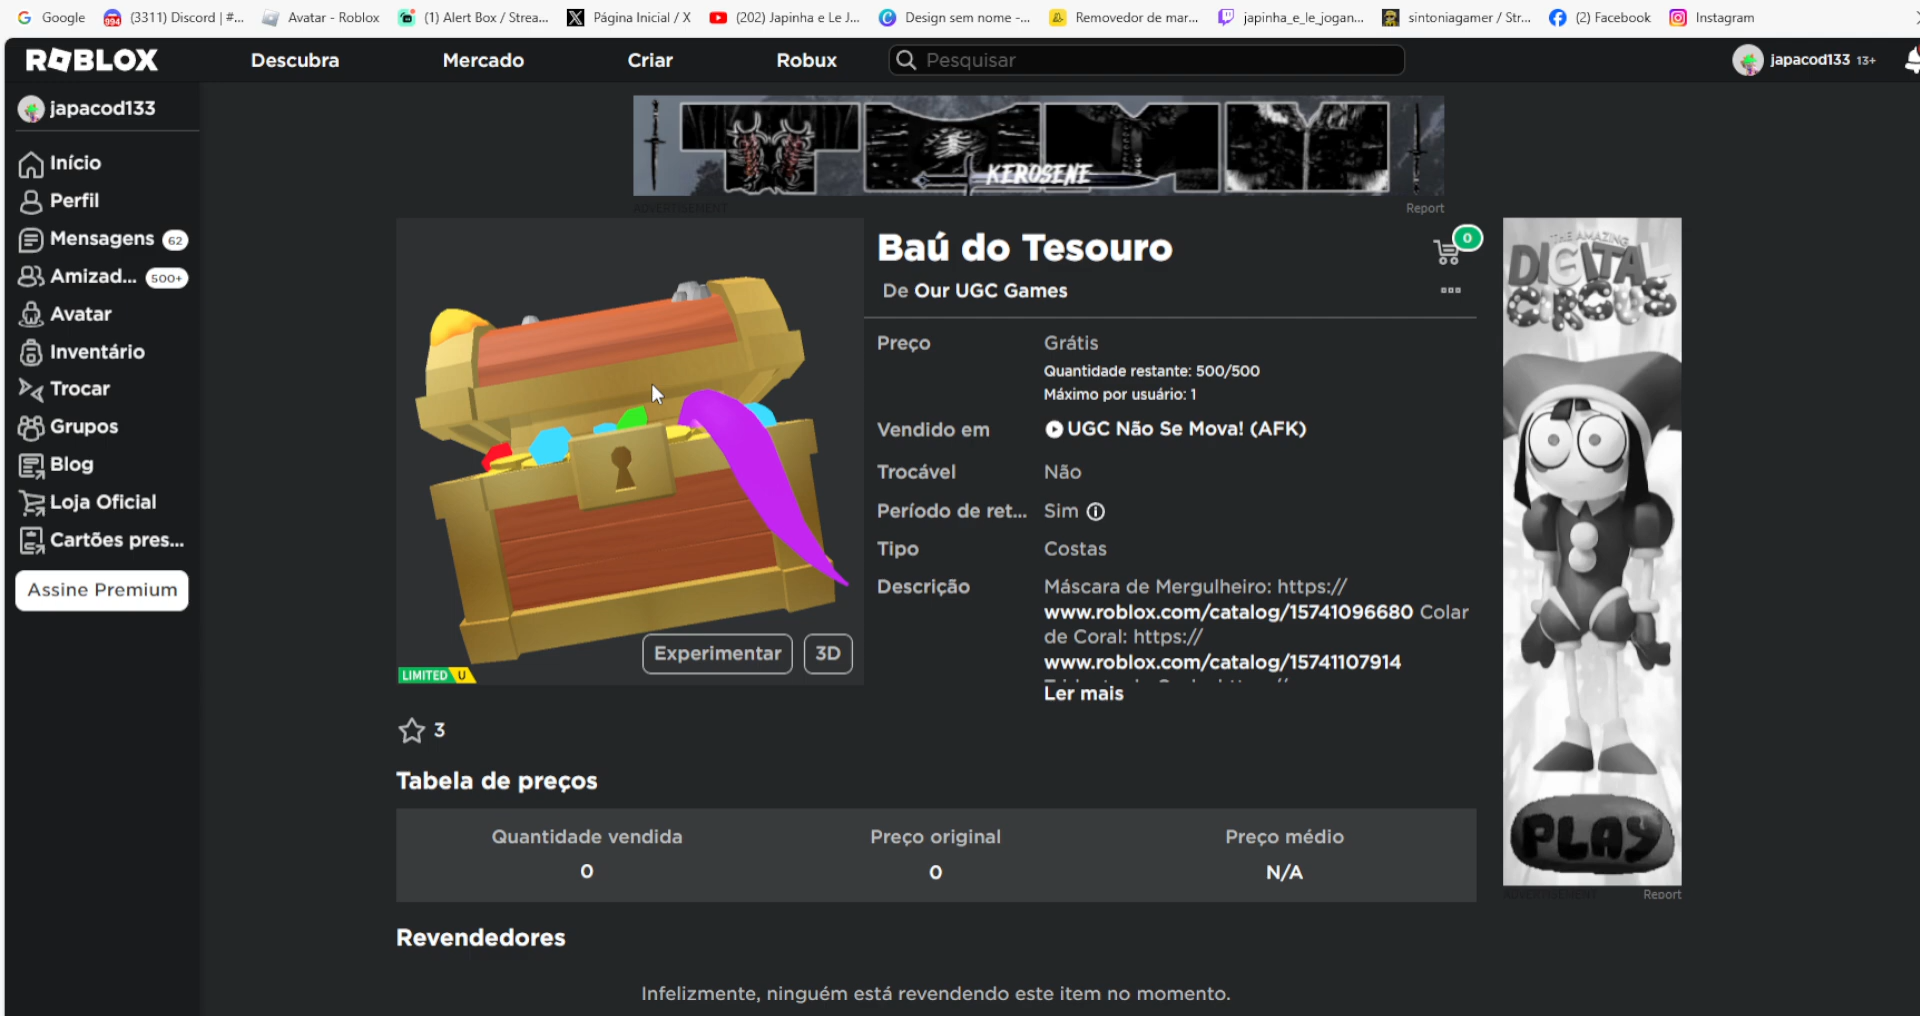 Google
(3311) Discord | #...
Avatar - Roblox
(1) Alert Box / Strea...
Página Inicial / X
(202) Japinha e Le J...
Design sem nome -...
Removedor de mar...
japinha_e_le_jogan...
sintoniagamer / Str...
(2) Facebook
Instagram
ROBLOX
Descubra
Mercado
Criar
Robux
Pesquisar
japacod133 13+
japacod133
Início
Perfil
Mensagens 62
Amizad... 500+
Avatar
Inventário
Trocar
Grupos
Blog
Loja Oficial
Cartões pres...
Assine Premium
KEROSENE
ADVERTISEMENT
Report
Baú do Tesouro
0
De Our UGC Games
Preço
Grátis
Quantidade restante: 500/500
Máximo por usuário: 1
Vendido em
UGC Não Se Mova! (AFK)
Trocável
Não
Período de ret...
Sim
Tipo
Costas
Descrição
Máscara de Mergulheiro: https://
www.roblox.com/catalog/15741096680 Colar
de Coral: https://
www.roblox.com/catalog/15741107914
Ler mais
Experimentar
3D
LIMITED U
3
Tabela de preços
Quantidade vendida
0
Preço original
0
Preço médio
N/A
Revendedores
Infelizmente, ninguém está revendendo este item no momento.
THE AMAZING
DIGITAL
CIRCUS
PLAY
ADVERTISEMENT
Report